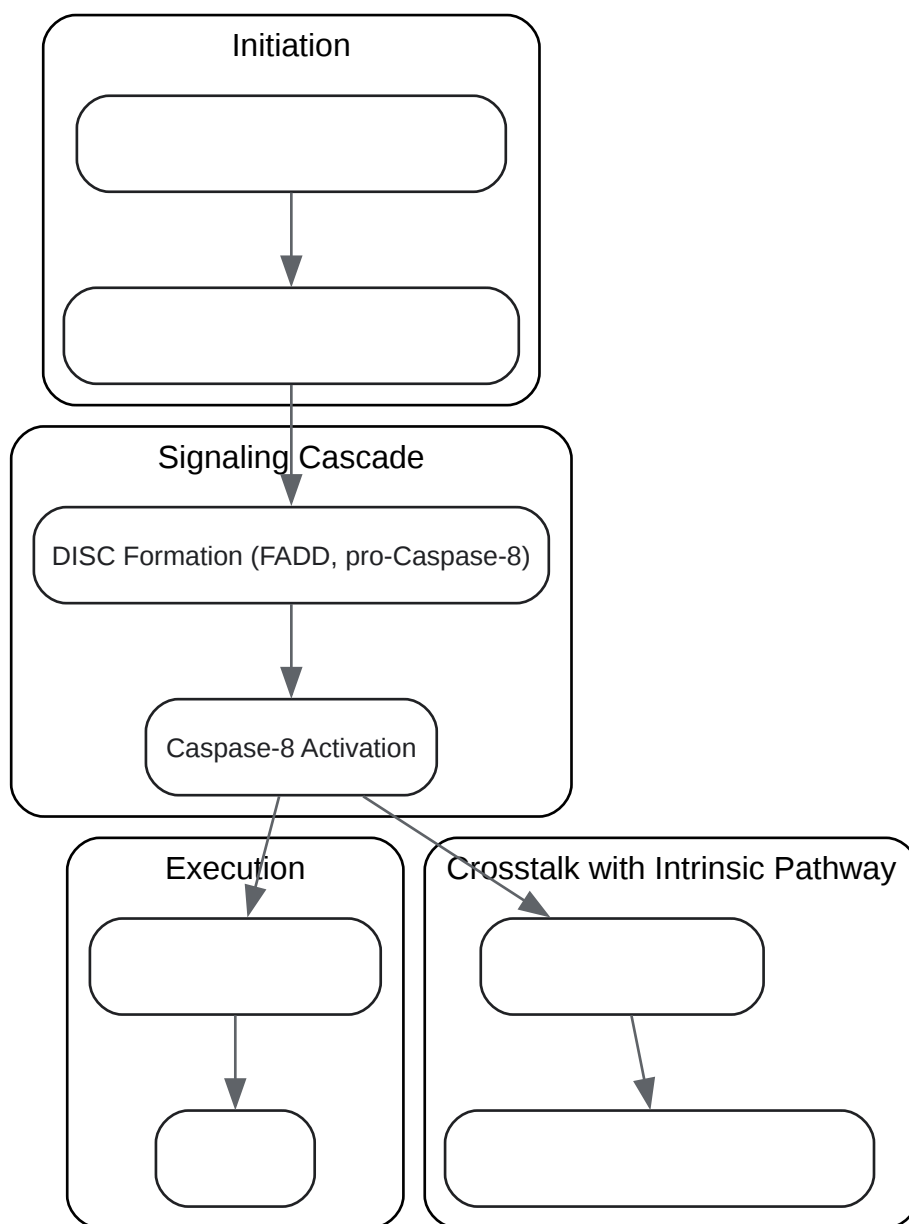 Initiation
Signaling Cascade
DISC Formation (FADD, pro-Caspase-8)
Caspase-8 Activation
Execution
Crosstalk with Intrinsic Pathway